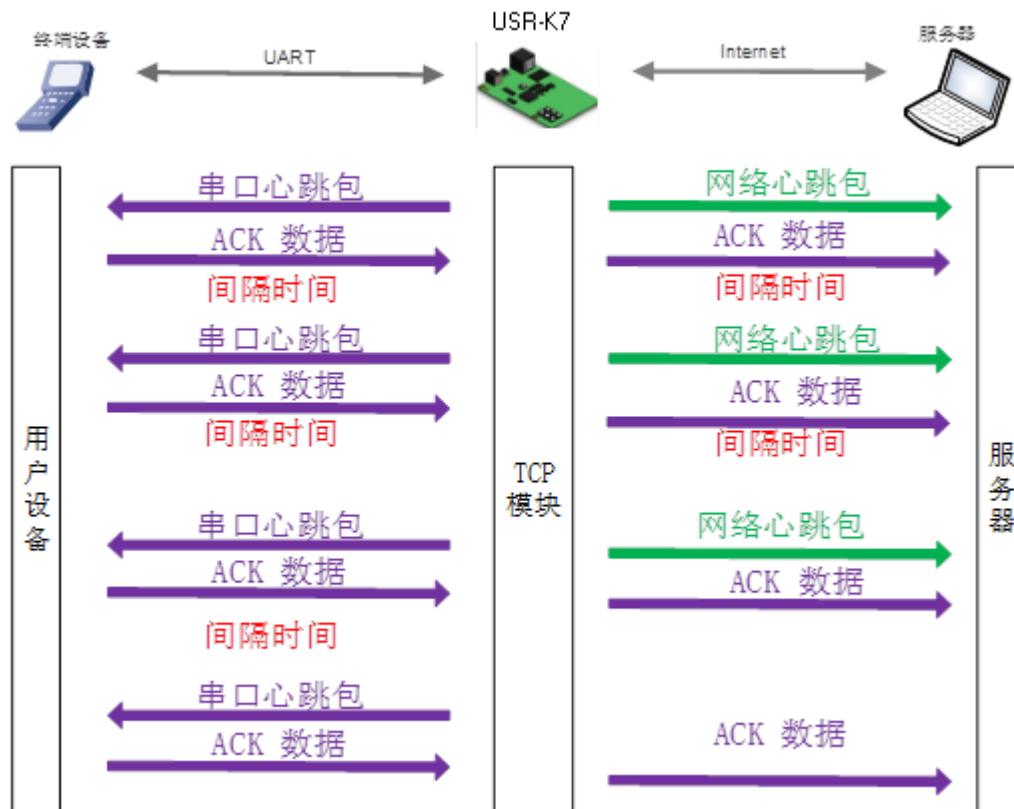 USR-K7
终端设备
UART
Internet
服务器
串口心跳包
网络心跳包
ACK 数据
ACK 数据
间隔时间
间隔时间
串口心跳包
网络心跳包
ACK 数据
ACK 数据
间隔时间
间隔时间
用户设备
TCP
模块
服务器
串口心跳包
网络心跳包
ACK 数据
ACK 数据
间隔时间
串口心跳包
ACK 数据
ACK 数据